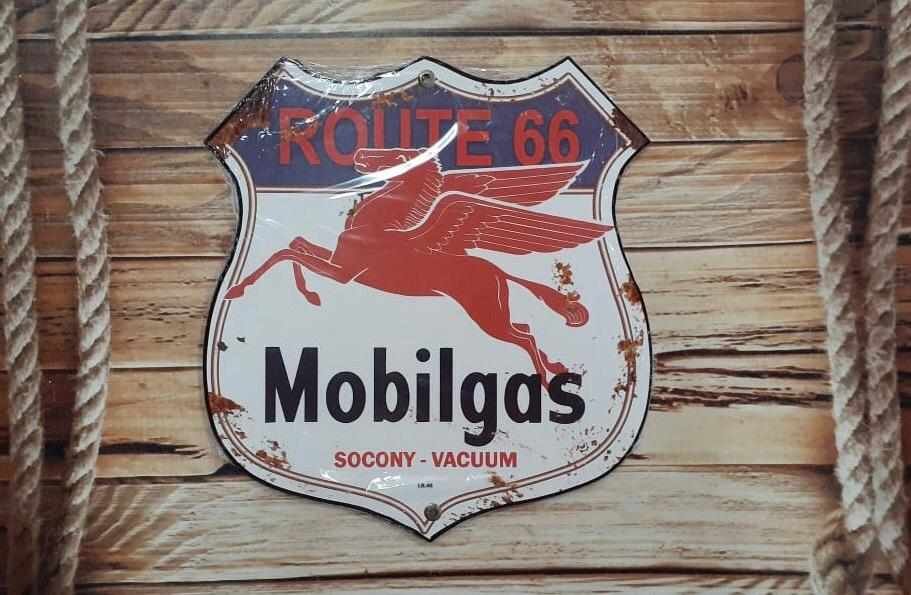 ROUTE 66
Mobilgas
SOCONY - VACUUM